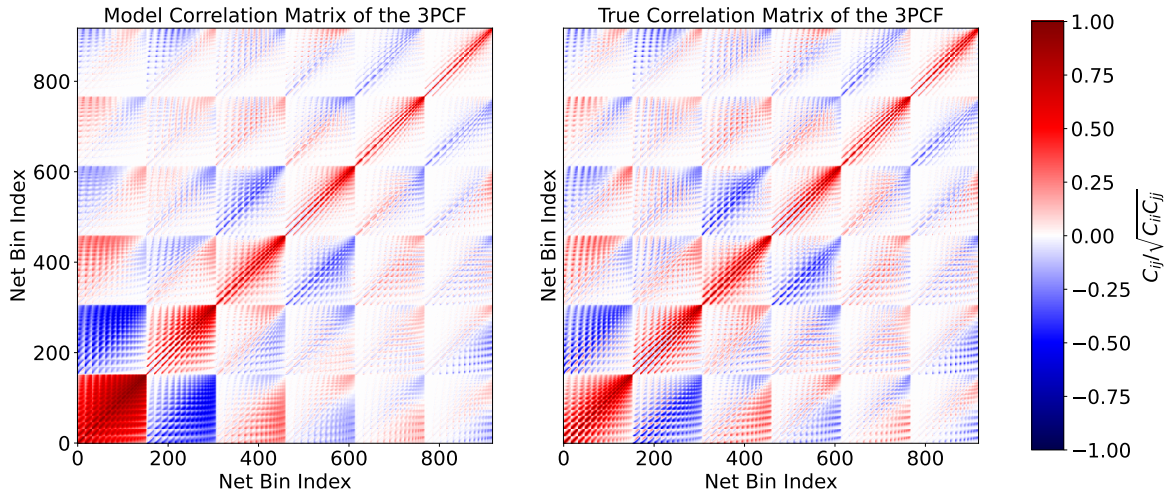 Model Correlation Matrix of the 3PCF
True Correlation Matrix of the 3PCF
Net Bin Index
800
600
400
200
0
0 200 400 600 800
Net Bin Index
Net Bin Index
800
600
400
200
0
0 200 400 600 800
Net Bin Index
1.00
0.75
0.50
0.25
0.00
−0.25
−0.50
−0.75
−1.00
C_{ij}/√C_{ii}C_{jj}